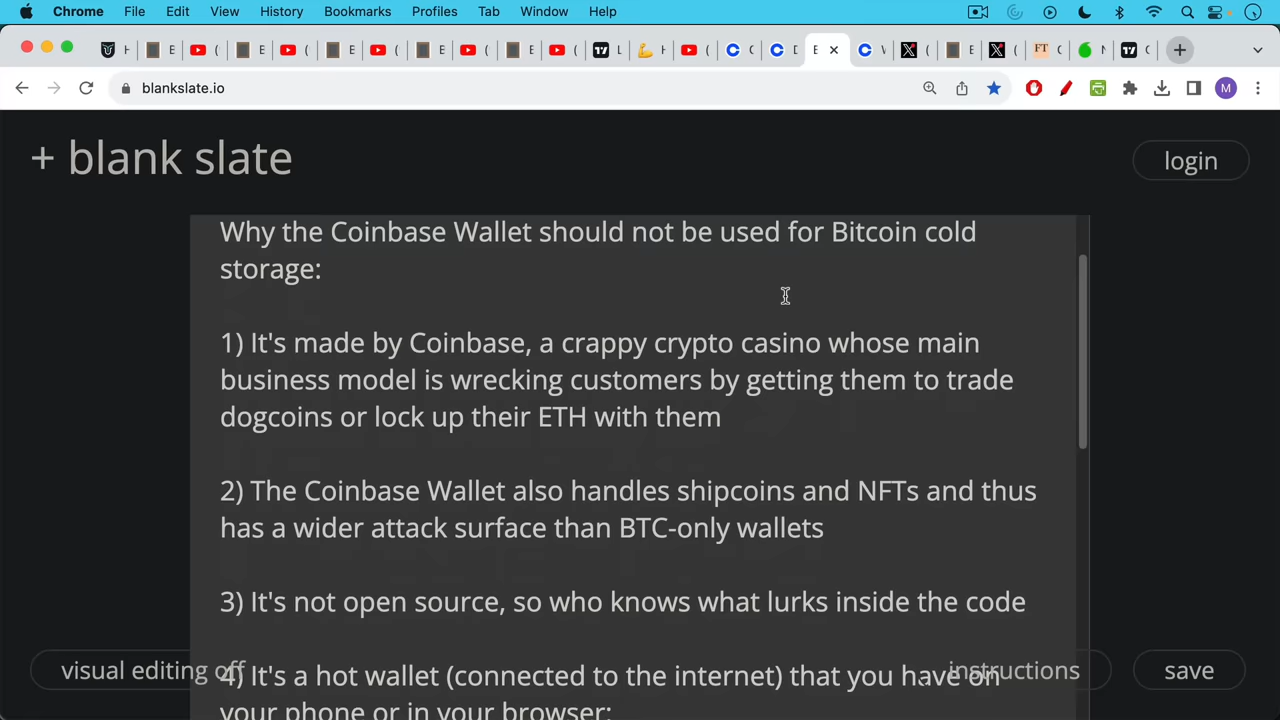 Chrome File Edit View History Bookmarks Profiles Tab Window Help
blankslate.io
M
+ blank slate
login
Why the Coinbase Wallet should not be used for Bitcoin cold
storage:
1) It's made by Coinbase, a crappy crypto casino whose main
business model is wrecking customers by getting them to trade
dogcoins or lock up their ETH with them
2) The Coinbase Wallet also handles shipcoins and NFTs and thus
has a wider attack surface than BTC-only wallets
3) It's not open source, so who knows what lurks inside the code
4) It's a hot wallet (connected to the internet) that you have on
your phone or in your browser:
visual editing off
instructions
save